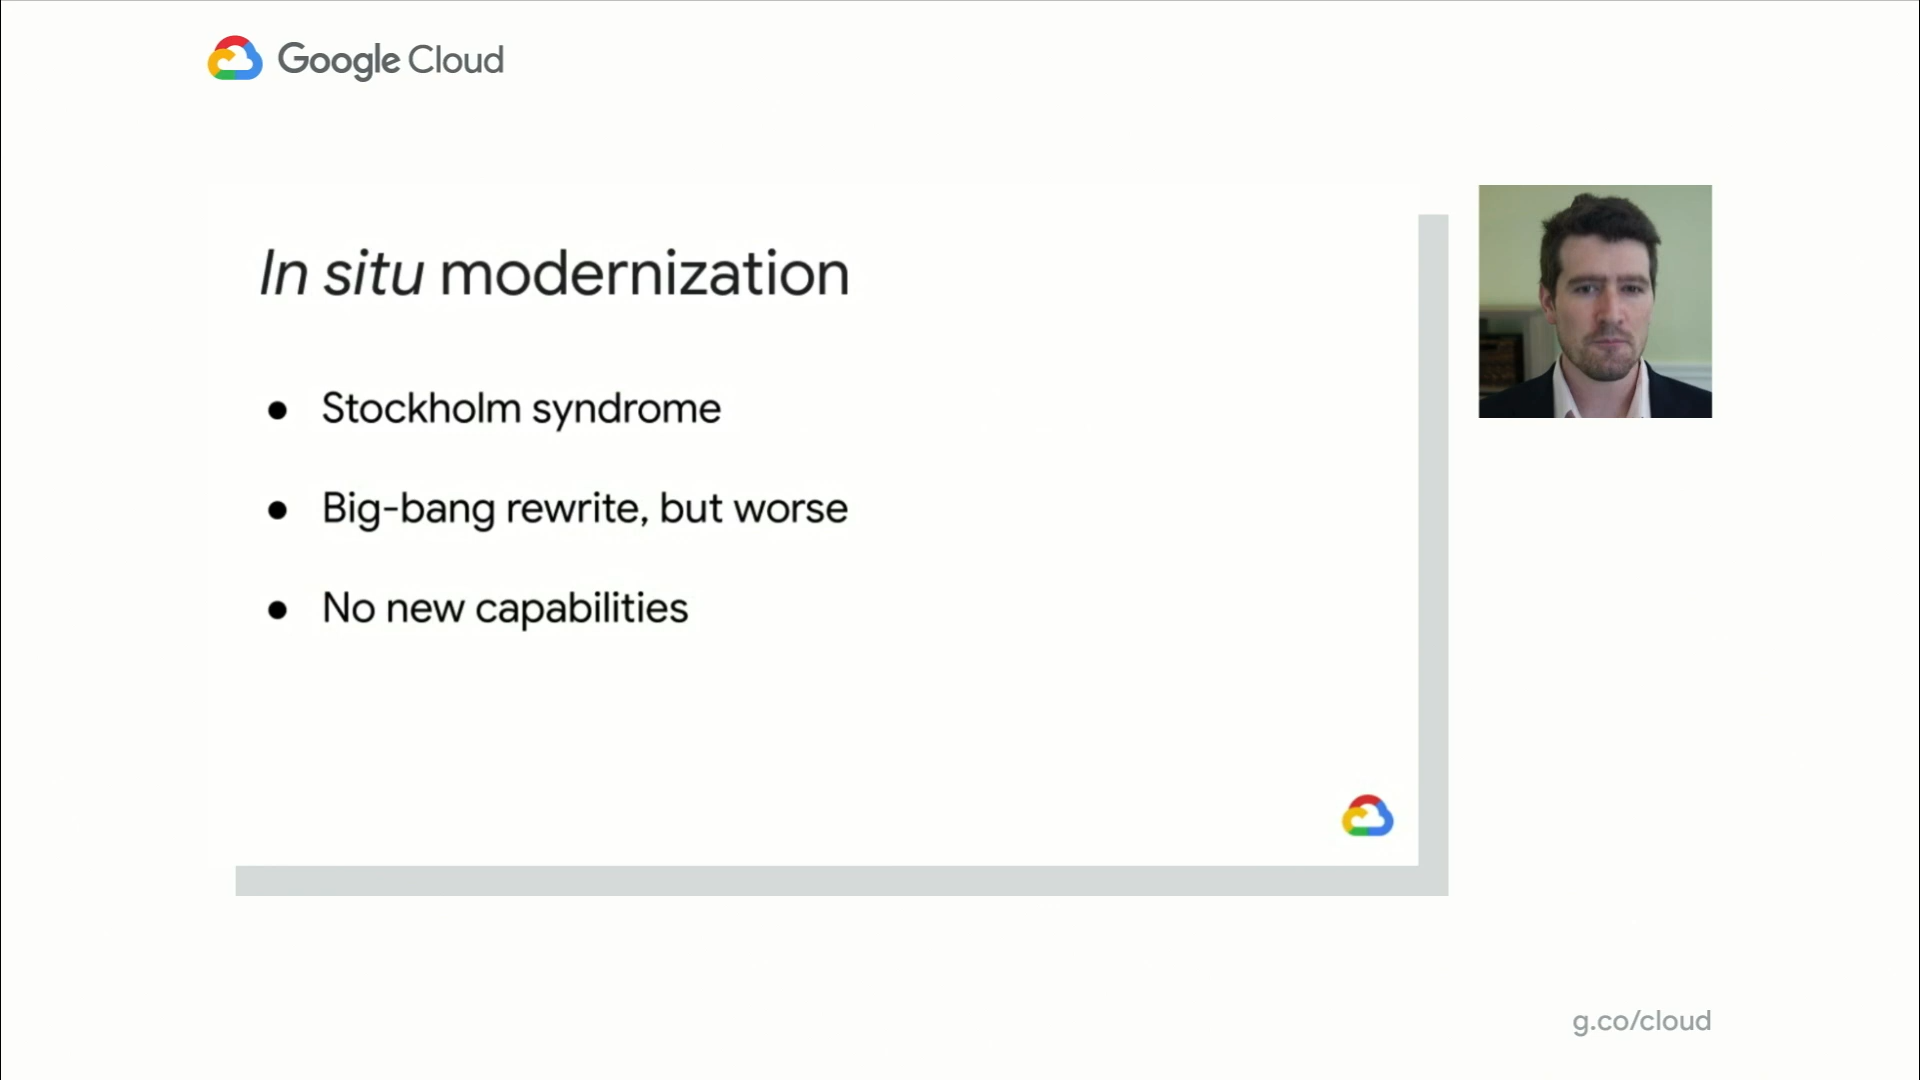 Google Cloud
In situ modernization
● Stockholm syndrome
● Big-bang rewrite, but worse
● No new capabilities
g.co/cloud